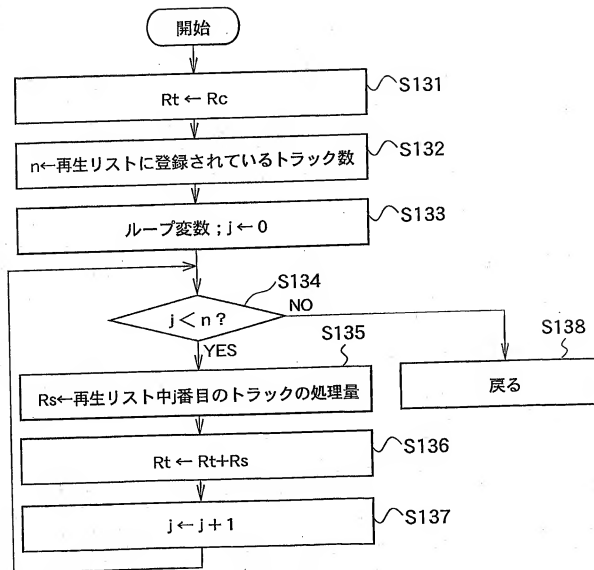 開始
Rt ← Rc
S131
n←再生リストに登録されているトラック数
S132
ループ変数 ; j ← 0
S133
j < n ?
S134
NO
YES
S135
Rs←再生リスト中j番目のトラックの処理量
S138
戻る
Rt ← Rt+Rs
S136
j ← j + 1
S137